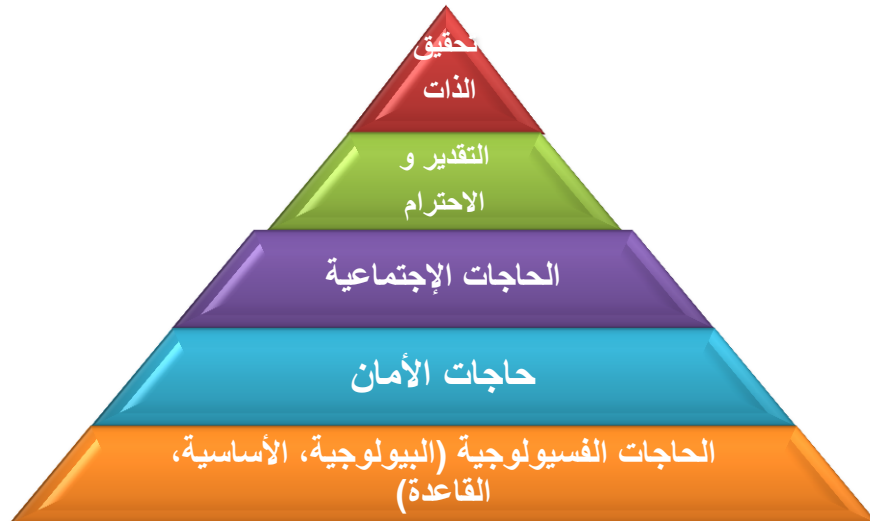 تحقيق
الذات
التقدير و
الاحترام
الحاجات الإجتماعية
حاجات الأمان
الحاجات الفسيولوجية (البيولوجية، الأساسية،
القاعدة)